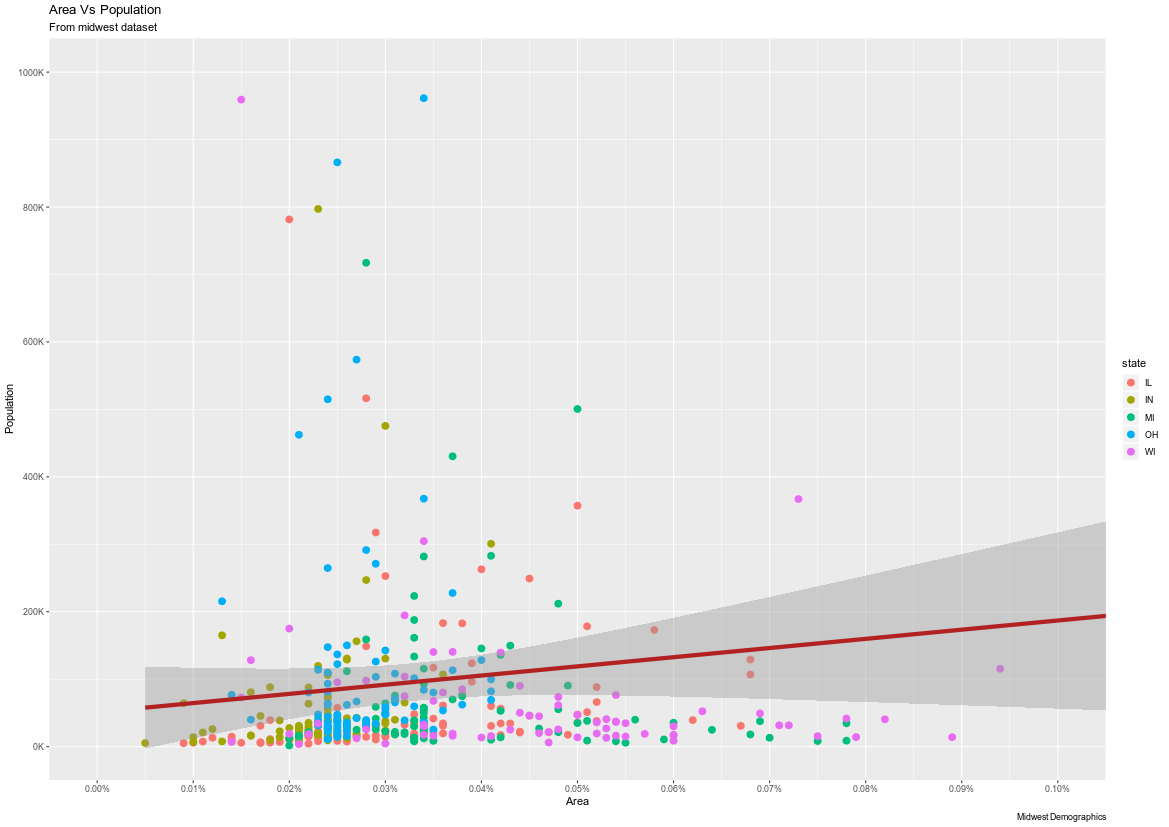 Area Vs Population
From midwest dataset
Population
1000K
800K
600K
400K
200K
0K
0.00%
0.01%
0.02%
0.03%
0.04%
0.05%
0.06%
0.07%
0.08%
0.09%
0.10%
Area
state
IL
IN
MI
OH
WI
Midwest Demographics